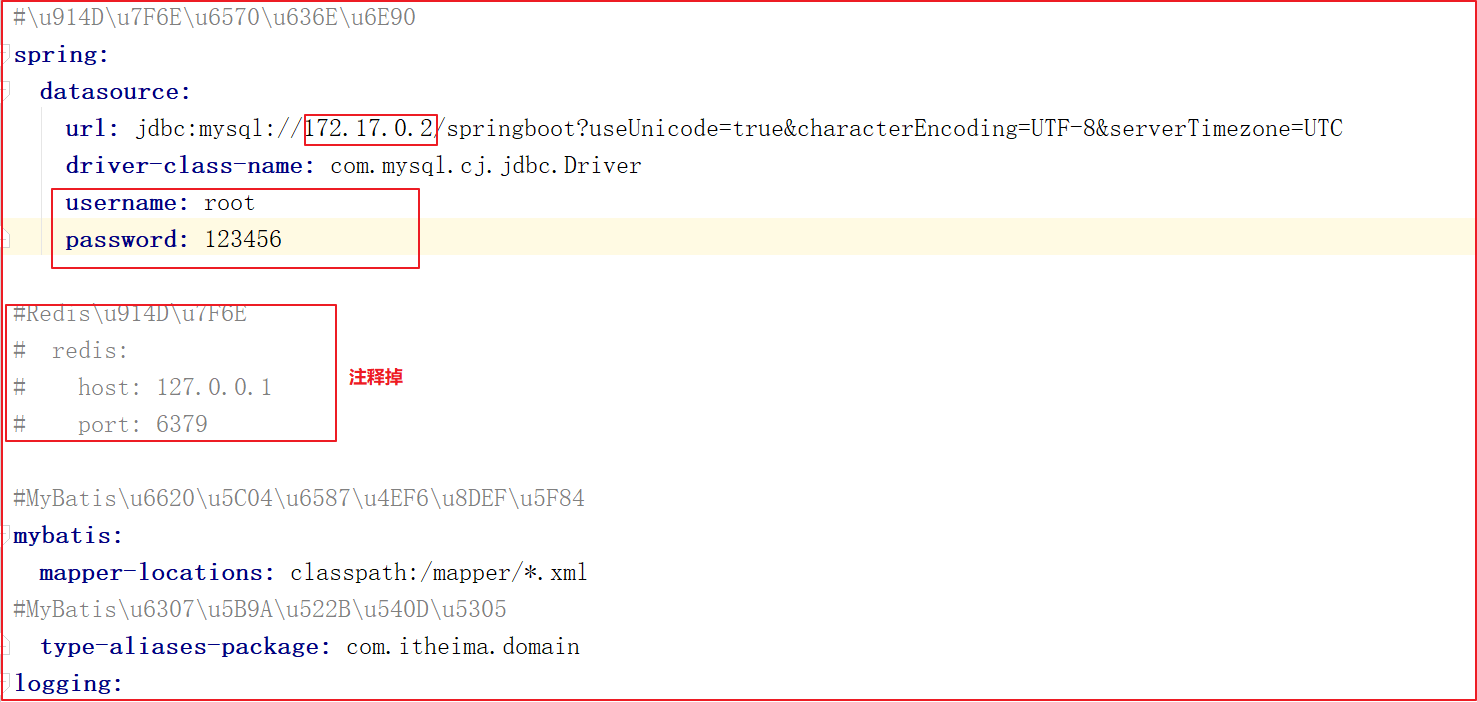 #\u914D\u7F6E\u6570\u636E\u6E90
spring:
datasource:
url: jdbc:mysql://172.17.0.2/springboot?useUnicode=true&characterEncoding=UTF-8&serverTimezone=UTC
driver-class-name: com.mysql.cj.jdbc.Driver
username: root
password: 123456
#Redis\u914D\u7F6E
#  redis:
#    host: 127.0.0.1
注释掉
#    port: 6379
#MyBatis\u6620\u5C04\u6587\u4EF6\u8DEF\u5F84
mybatis:
mapper-locations: classpath:/mapper/*.xml
#MyBatis\u6307\u5B9A\u522B\u540D\u5305
type-aliases-package: com.itheima.domain
logging: